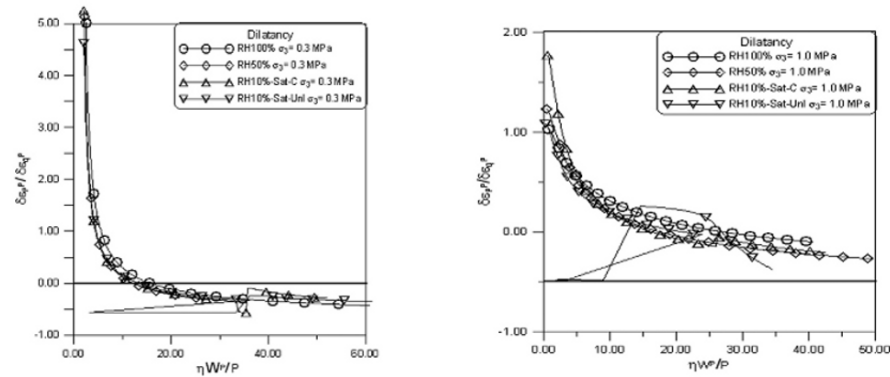 5.00
4.00
3.00
2.00
1.00
0.00
-1.00
δεᵥᴾ/δεqᴾ
Dilatancy
RH100% σ₃= 0.3 MPa
RH50% σ₃= 0.3 MPa
RH10%-Sat-C σ₃= 0.3 MPa
RH10%-Sat-Unl σ₃= 0.3 MPa
0.00 20.00 40.00 60.00
ηWᴾ/P
2.00
1.00
0.00
-1.00
δεᵥᴾ/δεqᴾ
Dilatancy
RH100% σ₃= 1.0 MPa
RH50% σ₃= 1.0 MPa
RH10%-Sat-C σ₃= 1.0 MPa
RH10%-Sat-Unl σ₃= 1.0 MPa
0.00 10.00 20.00 30.00 40.00 50.00
ηWᴾ/P